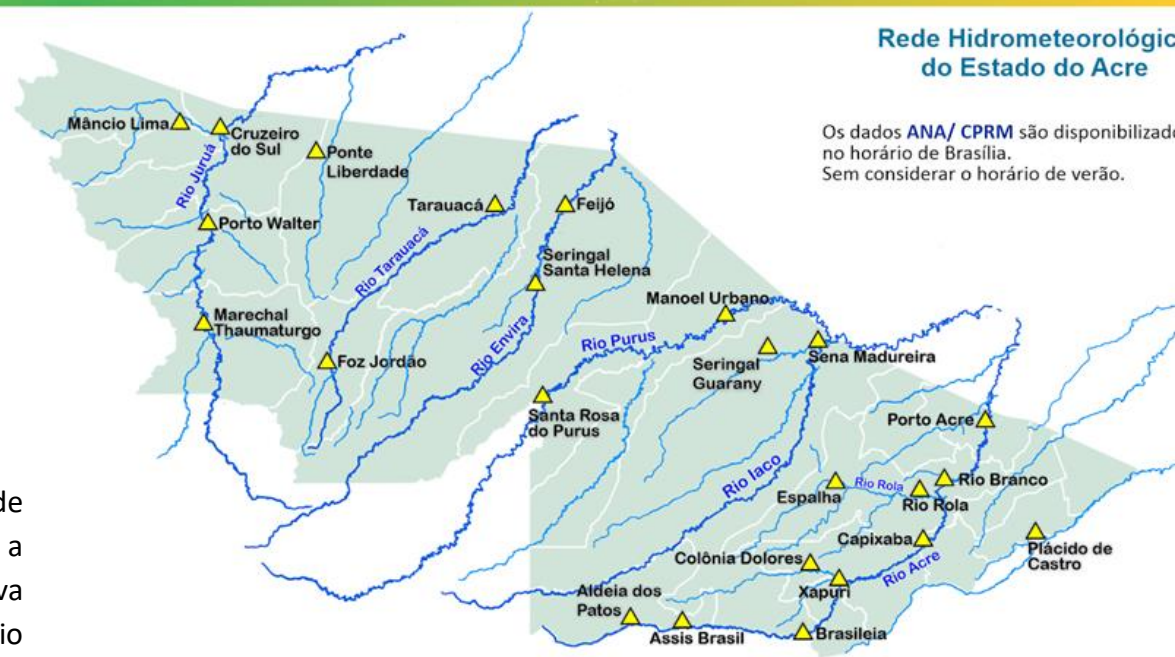 Rede Hidrometeorológic
do Estado do Acre
Os dados ANA/ CPRM são disponibilizado
no horário de Brasília.
Sem considerar o horário de verão.
Mâncio Lima
Cruzeiro
do Sul
Ponte
Liberdade
Rio Juruá
Porto Walter
Tarauacá
Feijó
Rio Tarauacá
Seringal
Santa Helena
Marechal
Thaumaturgo
Foz Jordão
Rio Envira
Manoel Urbano
Rio Purus
Seringal
Guarany
Sena Madureira
Santa Rosa
do Purus
Porto Acre
Rio Iaco
Espalha
Rio Rola
Rio Rola
Rio Branco
Capixaba
Plácido de
Castro
Colônia Dolores
Xapuri
Rio Acre
Aldeia dos
Patos
Assis Brasil
Brasileia
de
a
va
io